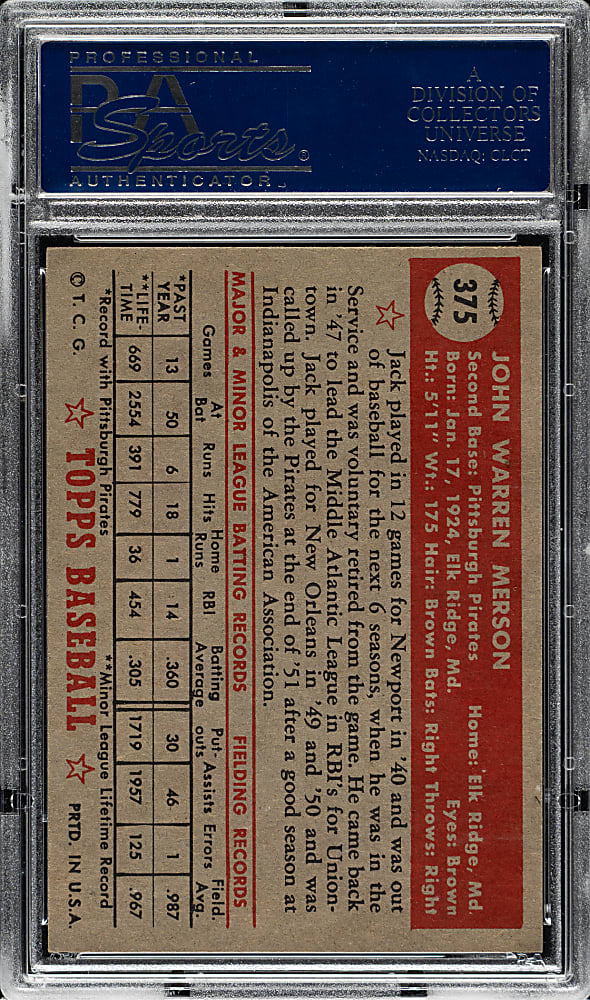 PROFESSIONAL
PSA
Sports®
AUTHENTICATOR
A
DIVISION OF
COLLECTORS
UNIVERSE
NASDAQ: CLCT
375
JOHN WARREN MERSON
Second Base: Pittsburgh Pirates Home: Elk Ridge, Md.
Born: Jan. 17, 1924, Elk Ridge, Md. Eyes: Brown
Ht.: 5'11" Wt.: 175 Hair: Brown Bats: Right Throws: Right
Jack played in 12 games for Newport in '40 and was out
of baseball for the next 6 seasons, when he was in the
Service and was voluntary retired from the game. He came back
in '47 to lead the Middle Atlantic League in RBI's for Union-
town. Jack played for New Orleans in '49 and '50 and was
called up by the Pirates at the end of '51 after a good season at
Indianapolis of the American Association.
MAJOR & MINOR LEAGUE BATTING RECORDS FIELDING RECORDS
Games At Bat Runs Hits Home Runs RBI Batting Average Put-outs Assists Errors Field. Avg.
*PAST YEAR 13 50 6 18 1 14 .360 30 46 1 .987
**LIFE-TIME 669 2554 391 779 36 454 .305 1719 1957 125 .967
*Record with Pittsburgh Pirates **Minor League Lifetime Record
© T. C. G. TOPPS BASEBALL PRTD. IN U.S.A.
PSA